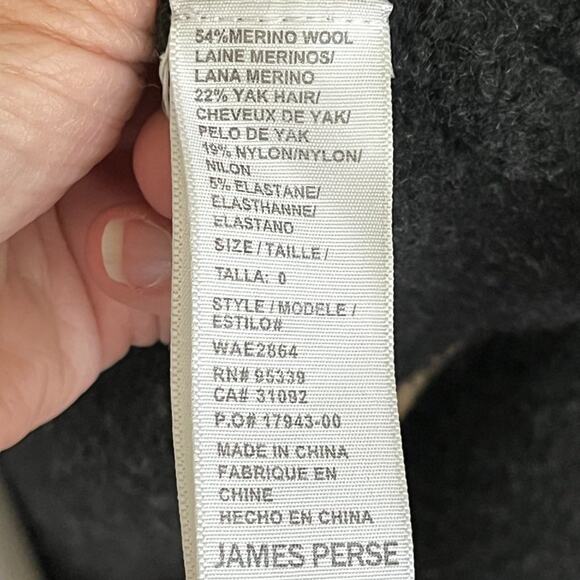 54%MERINO WOOL
LAINE MERINOS/
LANA MERINO
22% YAK HAIR/
CHEVEUX DE YAK/
PELO DE YAK
19% NYLON/NYLON/
NILON
5% ELASTANE/
ELASTHANNE/
ELASTANO
SIZE / TAILLE /
TALLA: 0
STYLE / MODELE /
ESTILO#
WAE2864
RN# 95339
CA# 31092
P.O# 17943-00
MADE IN CHINA
FABRIQUE EN
CHINE
HECHO EN CHINA
JAMES PERSE